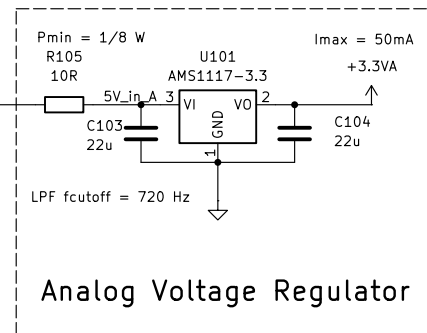 Pmin = 1/8 W
R105
10R
U101
AMS1117-3.3
Imax = 50mA
+3.3VA
5V_in_A 3 VI VO 2
GND
1
C103
22u
C104
22u
LPF fcutoff = 720 Hz
Analog Voltage Regulator